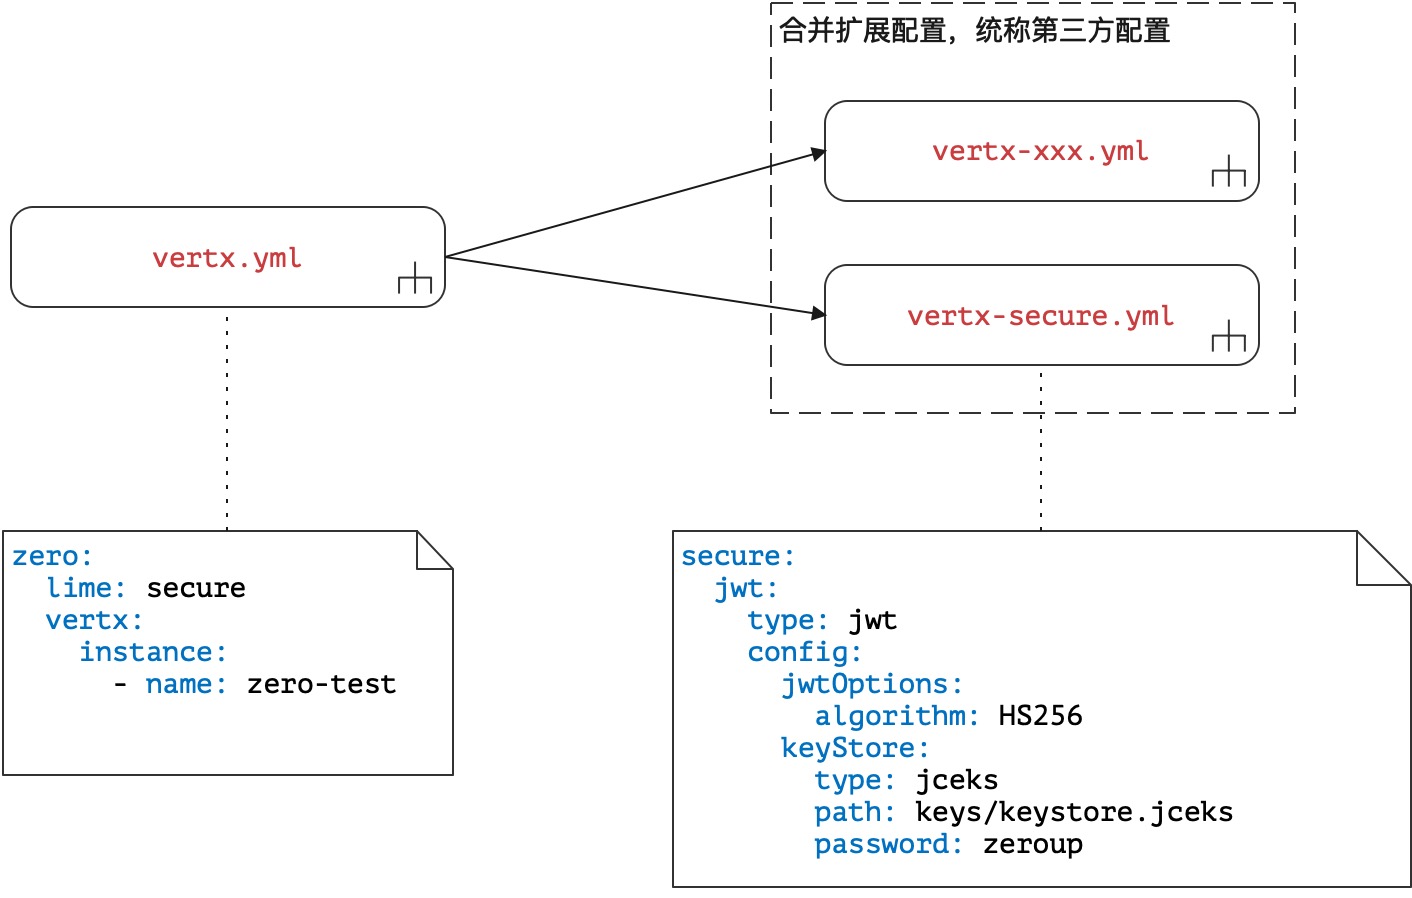 合并扩展配置，统称第三方配置
vertx-xxx.yml
vertx.yml
vertx-secure.yml
zero:
  lime: secure
  vertx:
    instance:
      - name: zero-test
secure:
  jwt:
    type: jwt
    config:
      jwtOptions:
        algorithm: HS256
      keyStore:
        type: jceks
        path: keys/keystore.jceks
        password: zeroup